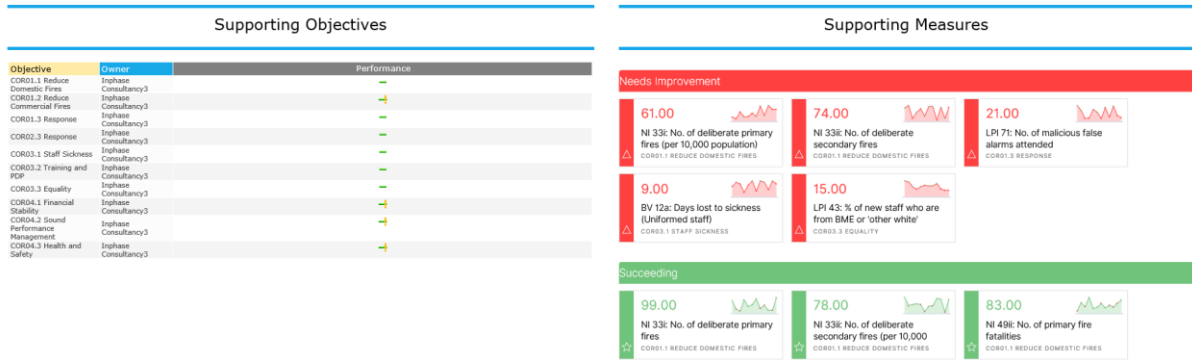 Supporting Objectives
Objective Owner Performance
COR01.1 Reduce
Domestic Fires
Inphase
Consultancy3
COR01.2 Reduce
Commercial Fires
Inphase
Consultancy3
COR01.3 Response
Inphase
Consultancy3
COR02.3 Response
Inphase
Consultancy3
COR03.1 Staff Sickness
Inphase
Consultancy3
COR03.2 Training and
PDP
Inphase
Consultancy3
COR03.3 Equality
Inphase
Consultancy3
COR04.1 Financial
Stability
Inphase
Consultancy3
COR04.2 Sound
Performance
Management
Inphase
Consultancy3
COR04.3 Health and
Safety
Inphase
Consultancy3
Supporting Measures
Needs Improvement
61.00
NI 33i: No. of deliberate primary
fires (per 10,000 population)
COR01.1 REDUCE DOMESTIC FIRES
74.00
NI 33ii: No. of deliberate
secondary fires
COR01.1 REDUCE DOMESTIC FIRES
21.00
LPI 71: No. of malicious false
alarms attended
COR01.3 RESPONSE
9.00
BV 12a: Days lost to sickness
(Uniformed staff)
COR03.1 STAFF SICKNESS
15.00
LPI 43: % of new staff who are
from BME or 'other white'
COR03.3 EQUALITY
Succeeding
99.00
NI 33i: No. of deliberate primary
fires
COR01.1 REDUCE DOMESTIC FIRES
78.00
NI 33ii: No. of deliberate
secondary fires (per 10,000
COR01.1 REDUCE DOMESTIC FIRES
83.00
NI 49ii: No. of primary fire
fatalities
COR01.1 REDUCE DOMESTIC FIRES